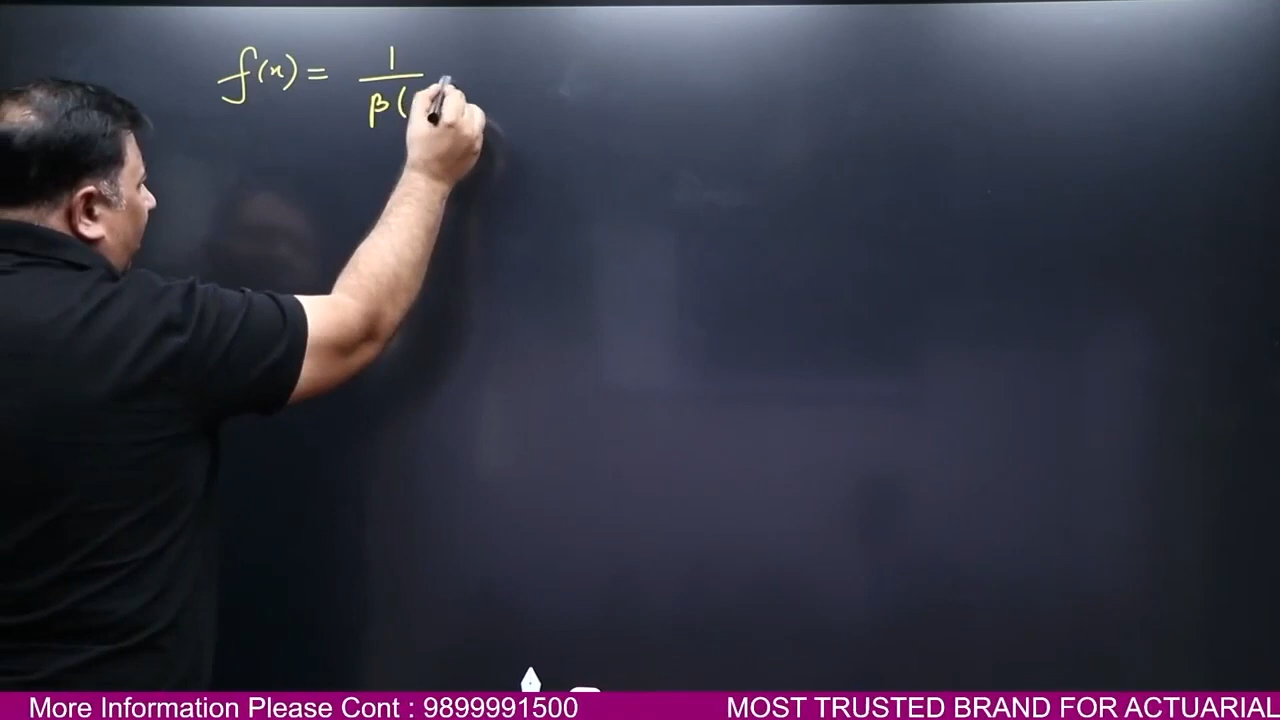 f(x) = 1/β(
More Information Please Cont : 9899991500
MOST TRUSTED BRAND FOR ACTUARIAL